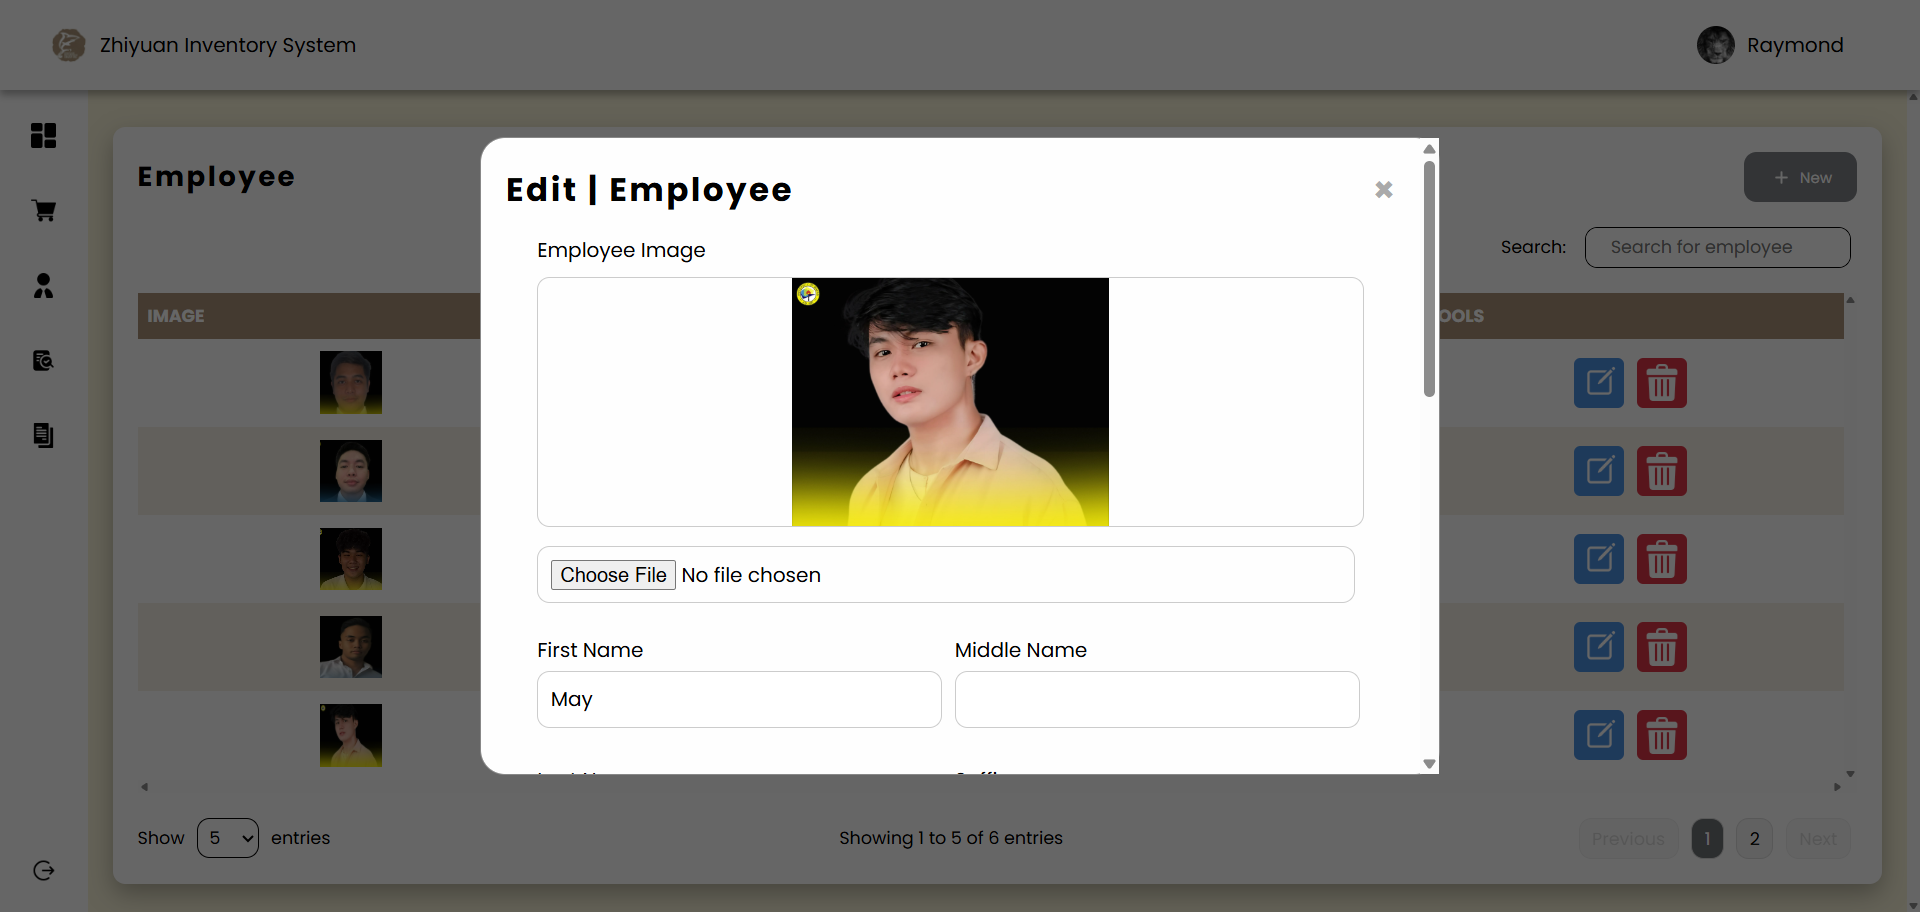 Zhiyuan Inventory System
Raymond
Employee
New
Search: Search for employee
IMAGE
OOLS
Edit | Employee
Employee Image
Choose File No file chosen
First Name
Middle Name
May
Show 5 entries
Showing 1 to 5 of 6 entries
Previous 1 2 Next